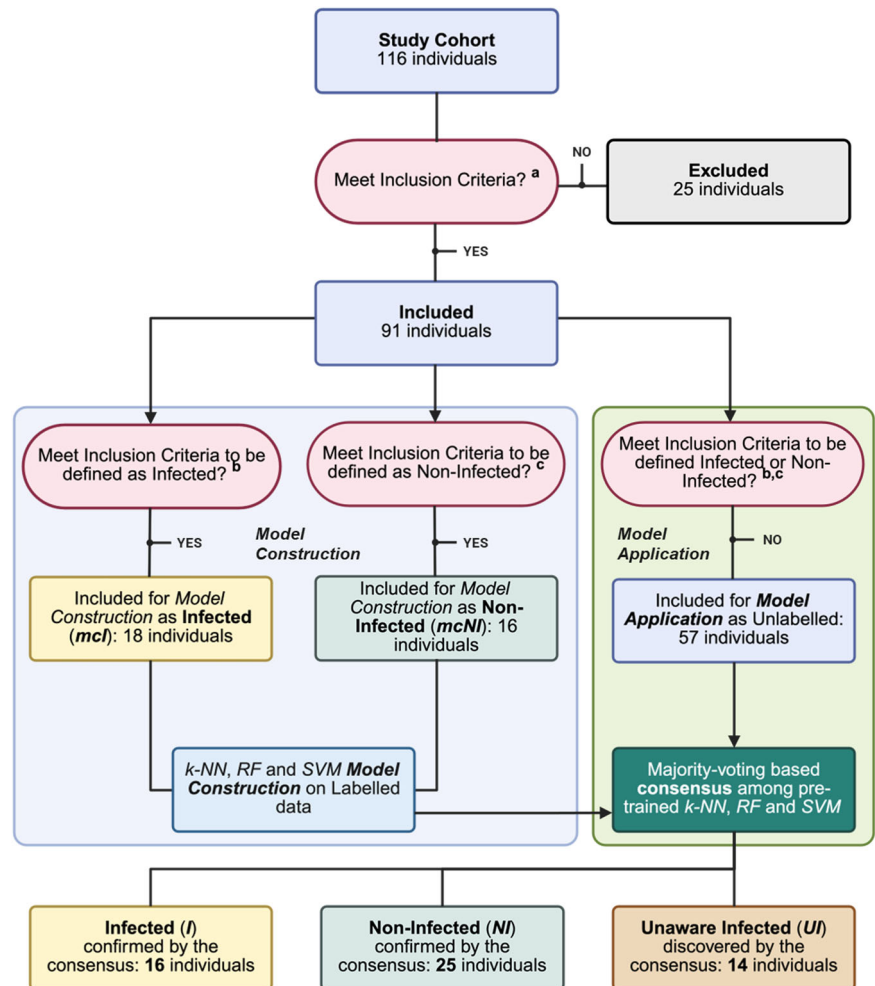 Study Cohort
116 individuals
Meet Inclusion Criteria? a
NO
Excluded
25 individuals
YES
Included
91 individuals
Meet Inclusion Criteria to be
defined as Infected? b
Meet Inclusion Criteria to be
defined as Non-Infected? c
Meet Inclusion Criteria to be
defined Infected or Non-
Infected? b,c
YES
Model
Construction
YES
Model
Application
NO
Included for Model
Construction as Infected
(mcI): 18 individuals
Included for Model
Construction as Non-
Infected (mcNI): 16
individuals
Included for Model
Application as Unlabelled:
57 individuals
k-NN, RF and SVM Model
Construction on Labelled
data
Majority-voting based
consensus among pre-
trained k-NN, RF and SVM
Infected (I)
confirmed by the
consensus: 16 individuals
Non-Infected (NI)
confirmed by the
consensus: 25 individuals
Unaware Infected (UI)
discovered by the
consensus: 14 individuals